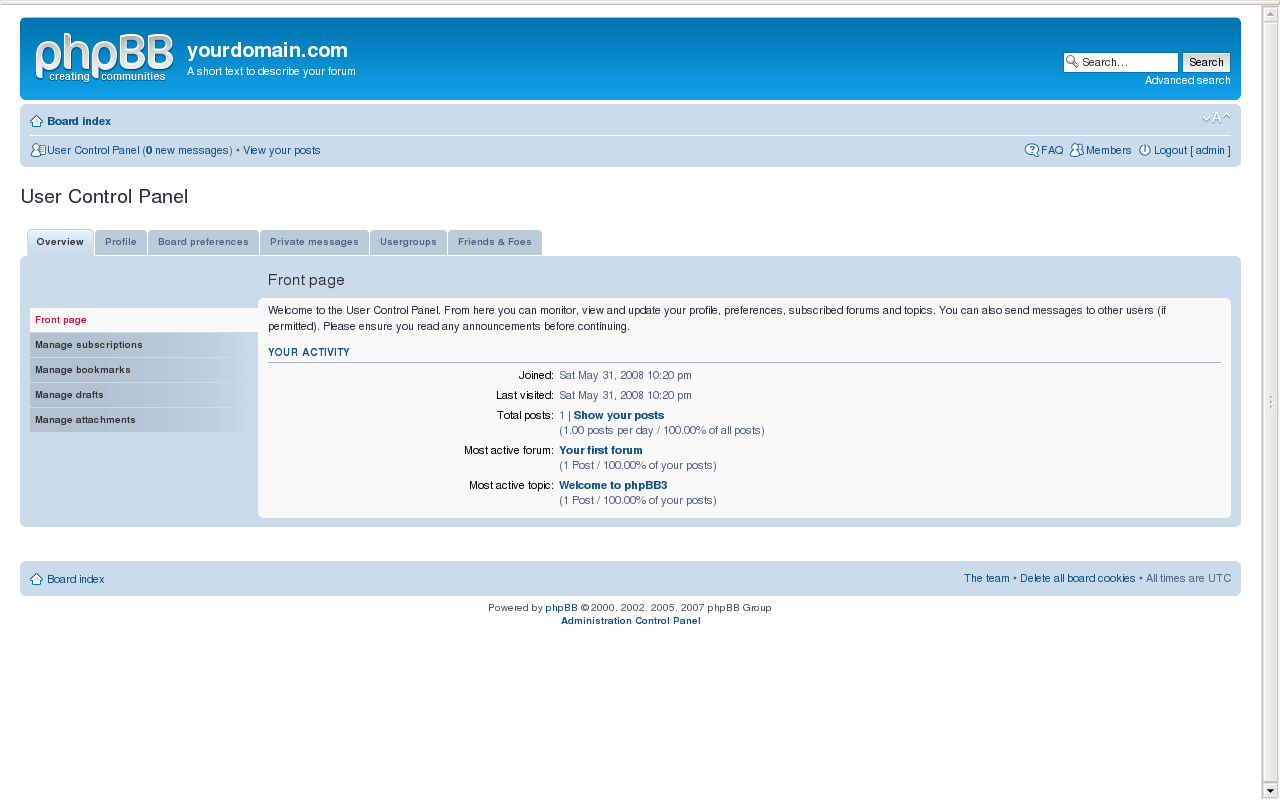 phpBB
creating communities
yourdomain.com
A short text to describe your forum
Search…
Search
Advanced search
Board index
A
User Control Panel (0 new messages) • View your posts
FAQ Members Logout [ admin ]
User Control Panel
Overview Profile Board preferences Private messages Usergroups Friends & Foes
Front page
Manage subscriptions
Manage bookmarks
Manage drafts
Manage attachments
Front page
Welcome to the User Control Panel. From here you can monitor, view and update your profile, preferences, subscribed forums and topics. You can also send messages to other users (if
permitted). Please ensure you read any announcements before continuing.
YOUR ACTIVITY
Joined: Sat May 31, 2008 10:20 pm
Last visited: Sat May 31, 2008 10:20 pm
Total posts: 1 | Show your posts
(1.00 posts per day / 100.00% of all posts)
Most active forum: Your first forum
(1 Post / 100.00% of your posts)
Most active topic: Welcome to phpBB3
(1 Post / 100.00% of your posts)
Board index
The team • Delete all board cookies • All times are UTC
Powered by phpBB © 2000, 2002, 2005, 2007 phpBB Group
Administration Control Panel